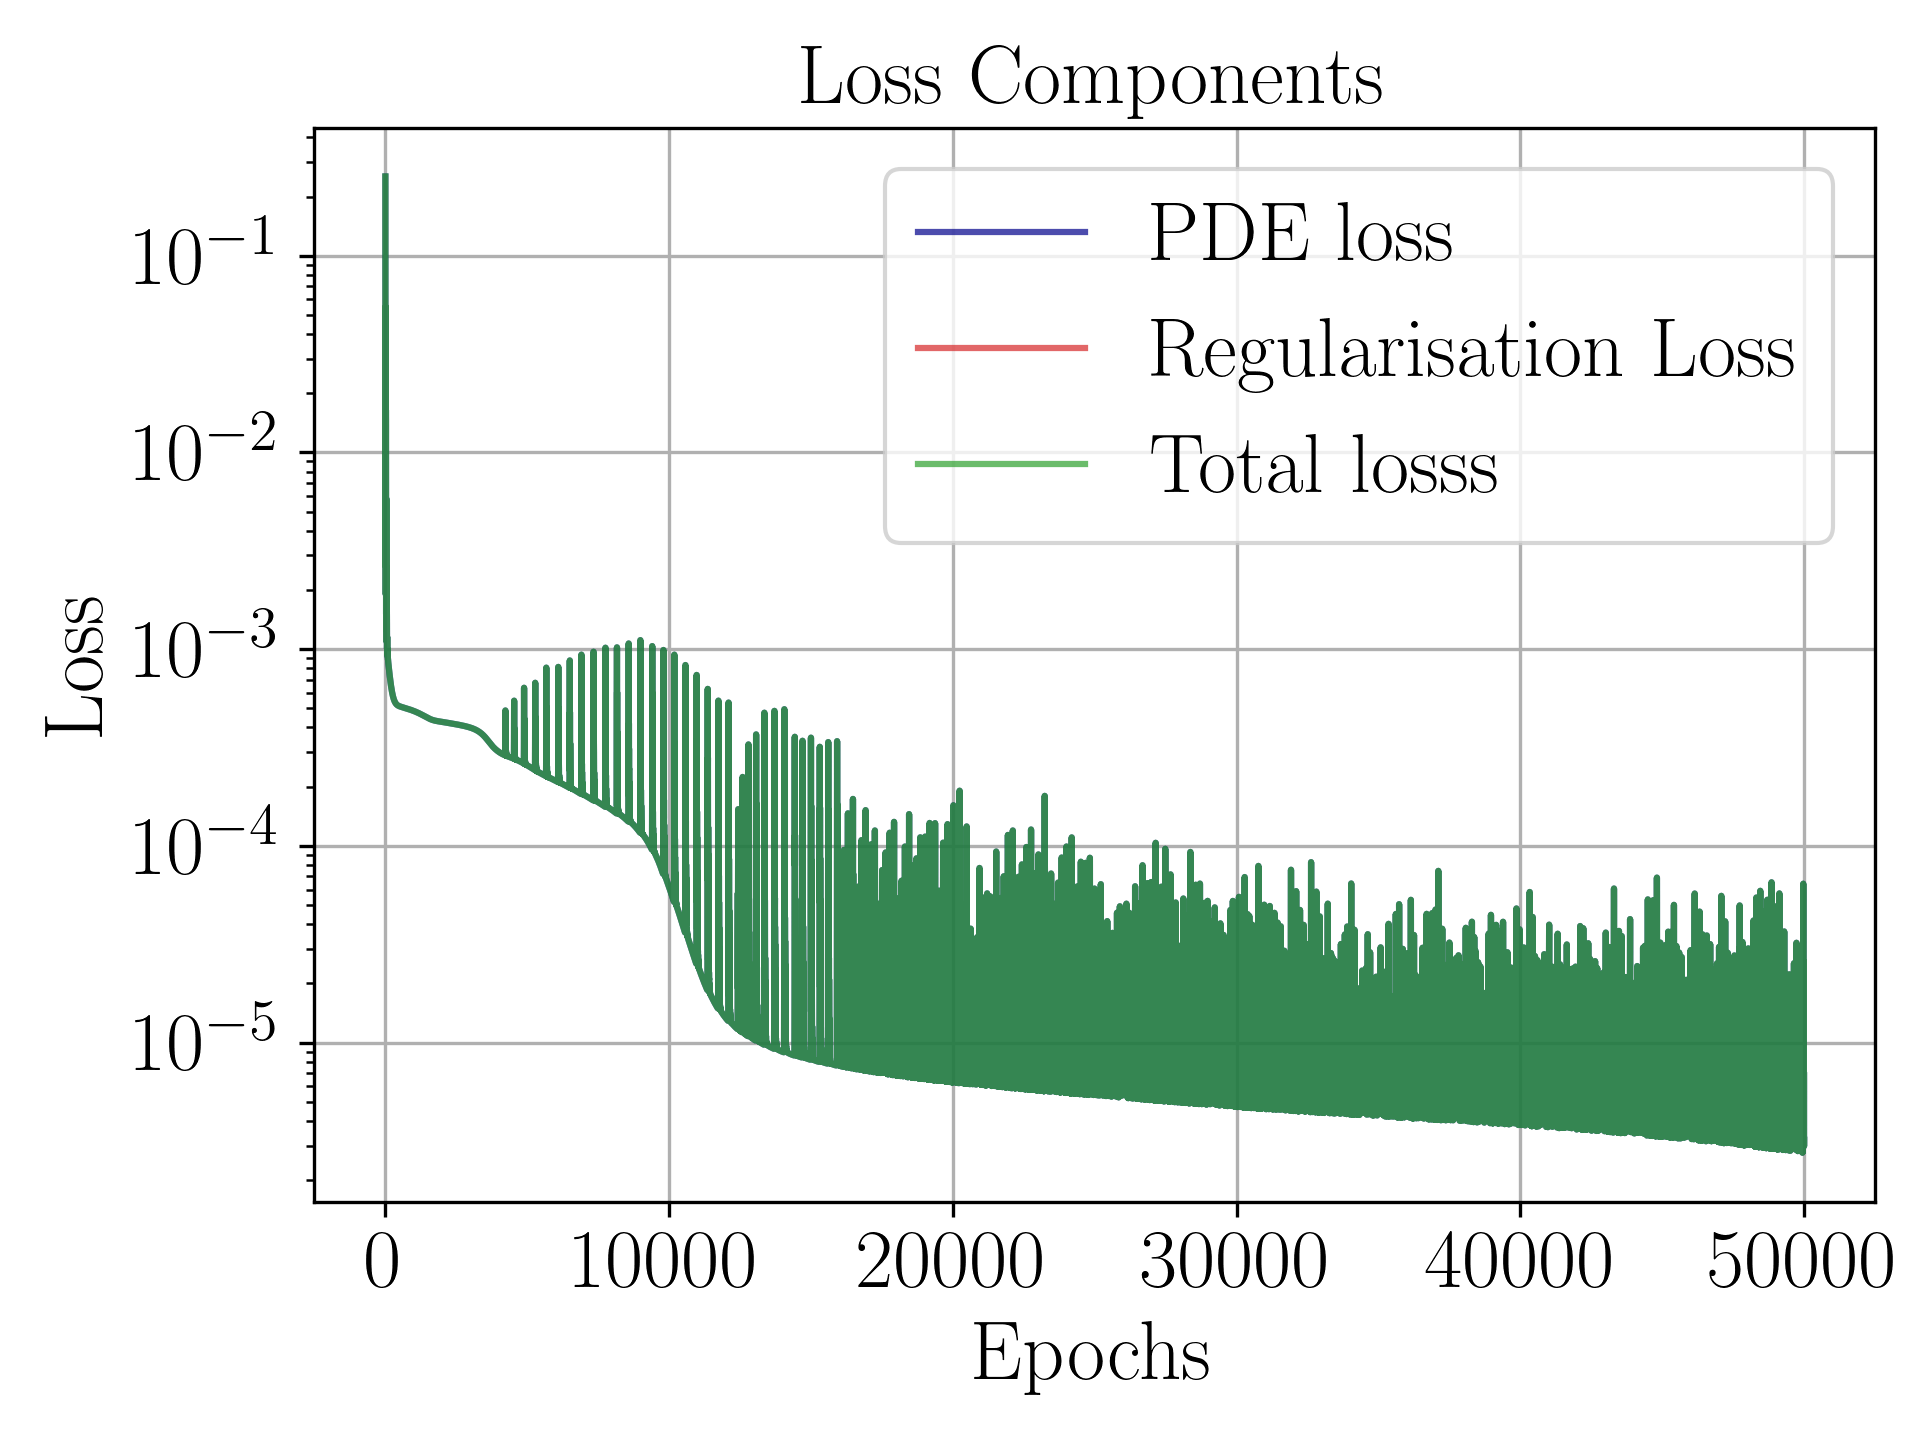 Loss Components
Loss
10⁻¹
10⁻²
10⁻³
10⁻⁴
10⁻⁵
PDE loss
Regularisation Loss
Total losss
0 10000 20000 30000 40000 50000
Epochs